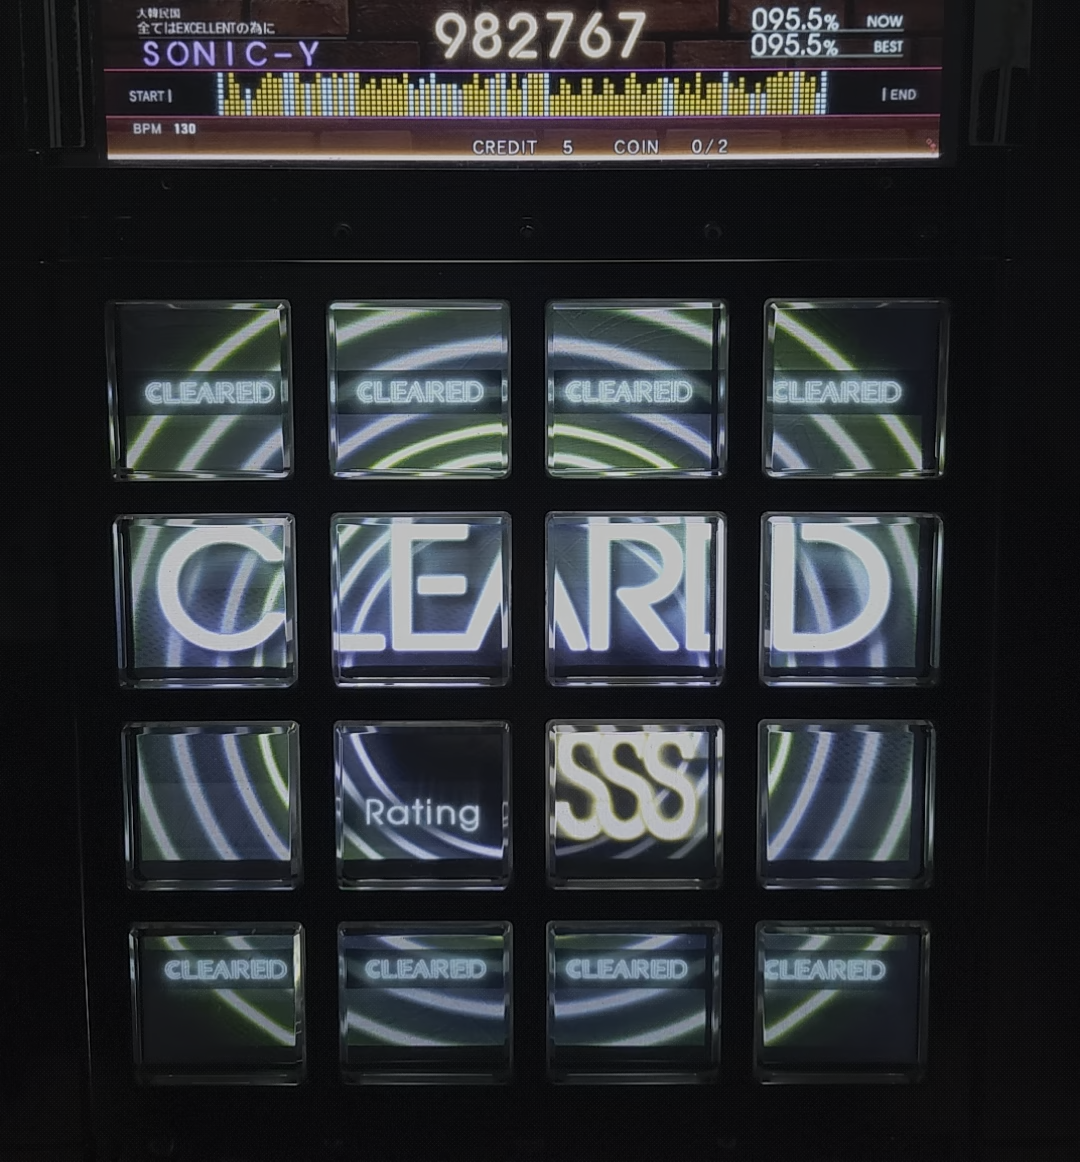 大韓民国
全てはEXCELLENTの為に
SONIC-Y
982767
095.5% NOW
095.5% BEST
START
END
BPM 130
CREDIT 5 COIN 0/2
CLEARED CLEARED CLEARED CLEARED
CLEARED
Rating SSS
CLEARED CLEARED CLEARED CLEARED